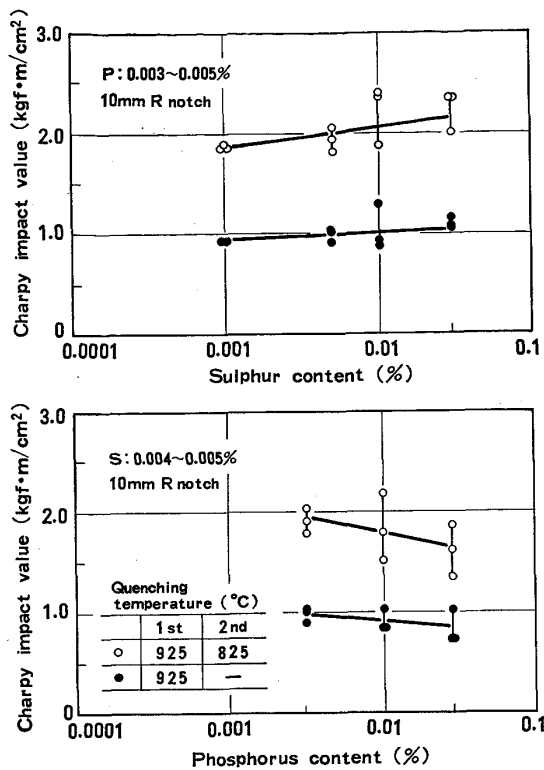 Charpy impact value (kgf•m/cm²)
3.0
2.0
1.0
0
P : 0.003~0.005%
10mm R notch
0.0001 0.001 0.01 0.1
Sulphur content (%)
Charpy impact value (kgf•m/cm²)
3.0
2.0
1.0
0
S : 0.004~0.005%
10mm R notch
Quenching
temperature (°C)
1st 2nd
○ 925 825
● 925 —
0.0001 0.001 0.01 0.1
Phosphorus content (%)